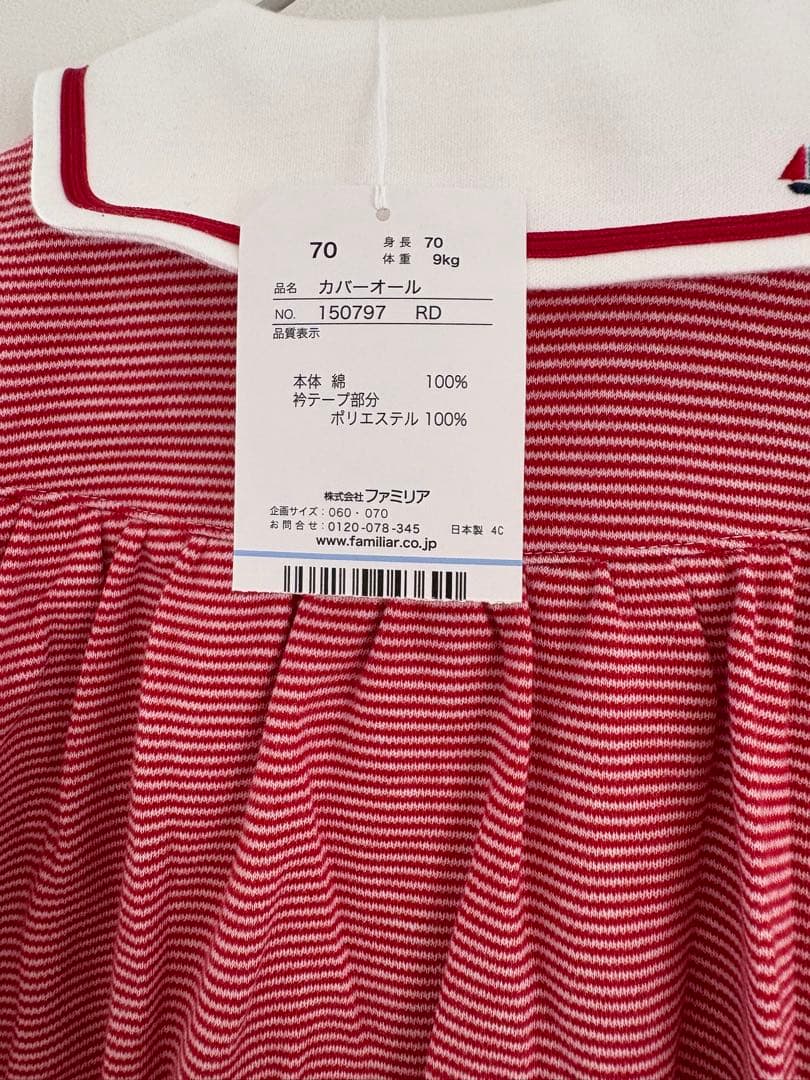 70 身長 70
体重 9kg
品名 カバーオール
NO. 150797 RD
品質表示
本体 綿 100%
衿テープ部分
ポリエステル 100%
株式会社ファミリア
企画サイズ:060・070
お問合せ:0120-078-345 日本製 4C
www.familiar.co.jp